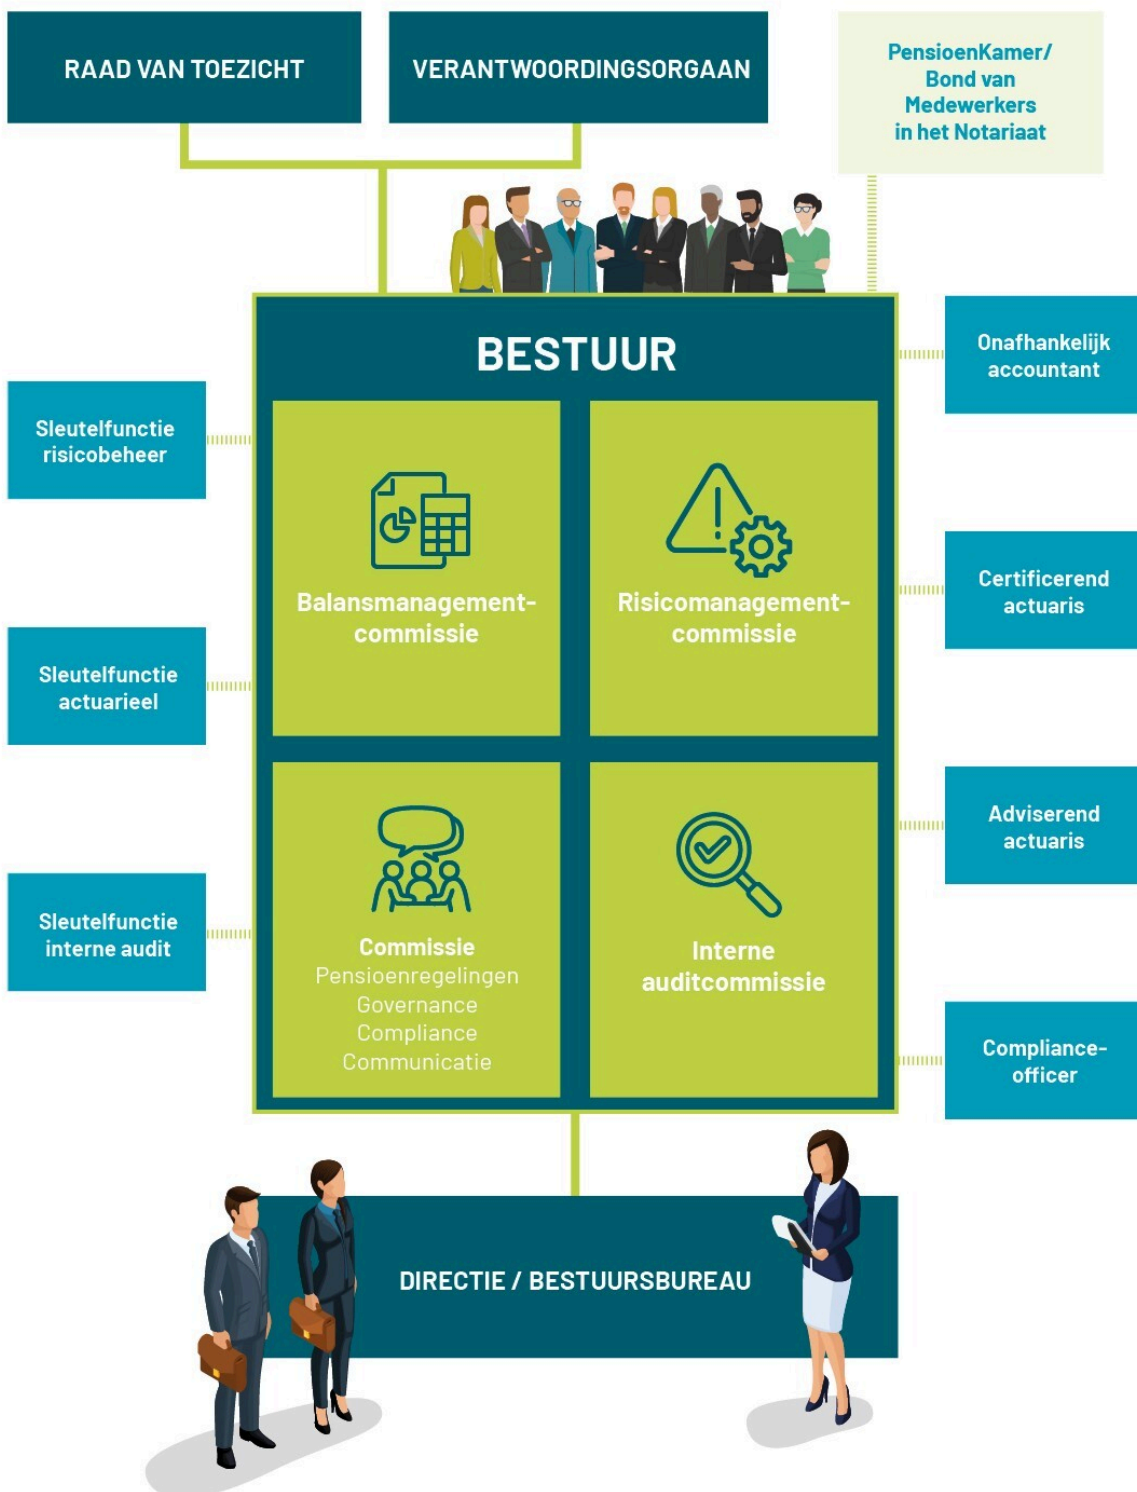 RAAD VAN TOEZICHT
VERANTWOORDINGSORGAAN
PensioenKamer/
Bond van
Medewerkers
in het Notariaat
BESTUUR
Onafhankelijk
accountant
Sleutelfunctie
risicobeheer
Balansmanagement-
commissie
Risicomanagement-
commissie
Certificerend
actuaris
Sleutelfunctie
actuarieel
Adviserend
actuaris
Sleutelfunctie
interne audit
Commissie
Pensioenregelingen
Governance
Compliance
Communicatie
Interne
auditcommissie
Compliance-
officer
DIRECTIE / BESTUURSBUREAU